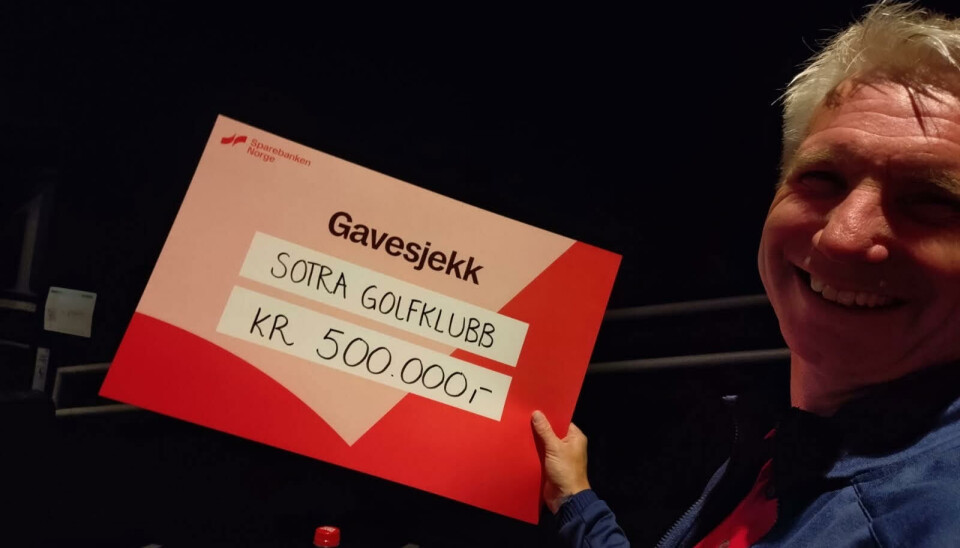 Sparebanken
Norge
Gavesjekk
SOTRA GOLFKLUBB
KR 500.000,-